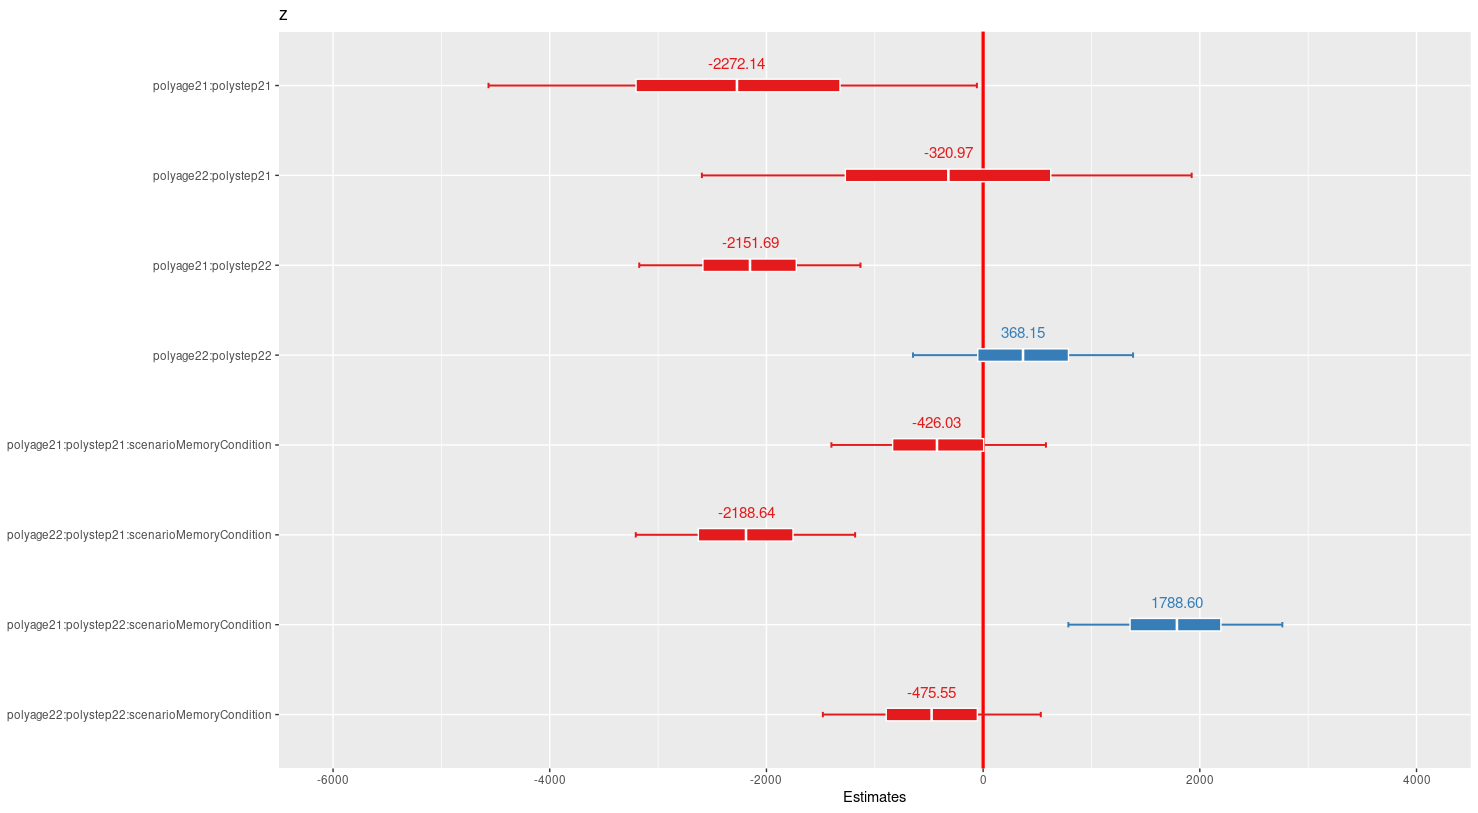 z
polyage21:polystep21
-2272.14
polyage22:polystep21
-320.97
polyage21:polystep22
-2151.69
polyage22:polystep22
368.15
polyage21:polystep21:scenarioMemoryCondition
-426.03
polyage22:polystep21:scenarioMemoryCondition
-2188.64
polyage21:polystep22:scenarioMemoryCondition
1788.60
polyage22:polystep22:scenarioMemoryCondition
-475.55
-6000 -4000 -2000 0 2000 4000
Estimates